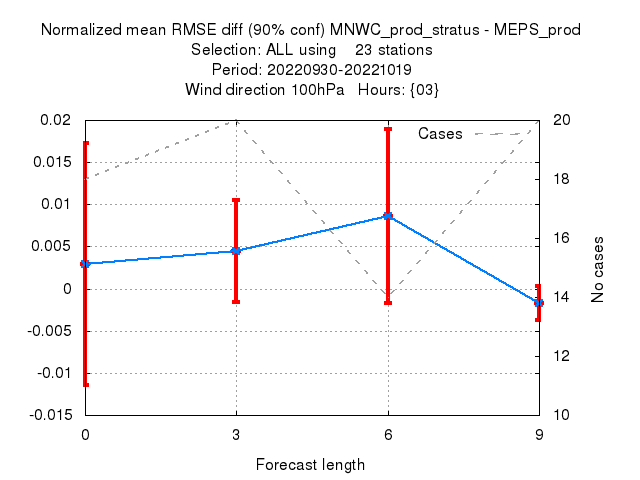 Normalized mean RMSE diff (90% conf) MNWC_prod_stratus - MEPS_prod
Selection: ALL using 23 stations
Period: 20220930-20221019
Wind direction 100hPa Hours: {03}
Cases
0.02
0.015
0.01
0.005
0
-0.005
-0.01
-0.015
20
18
16
14
12
10
No cases
0 3 6 9
Forecast length